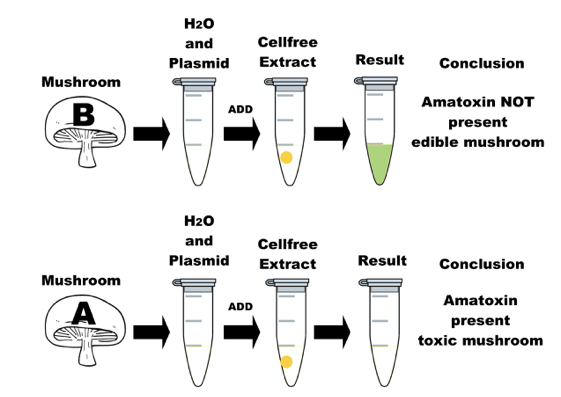 H2O
and
Plasmid
Cellfree
Extract
Result
Conclusion
Mushroom
B
ADD
Amatoxin NOT
present
edible mushroom
H2O
and
Plasmid
Cellfree
Extract
Result
Conclusion
Mushroom
A
ADD
Amatoxin
present
toxic mushroom